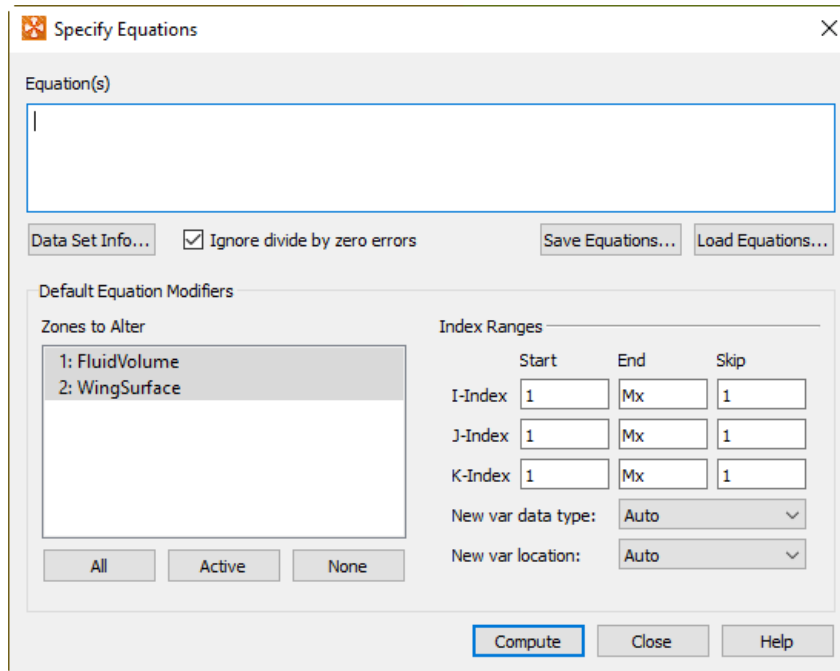 Specify Equations
Equation(s)
Data Set Info...
Ignore divide by zero errors
Save Equations...
Load Equations...
Default Equation Modifiers
Zones to Alter
1: FluidVolume
2: WingSurface
All
Active
None
Index Ranges
Start End Skip
I-Index 1 Mx 1
J-Index 1 Mx 1
K-Index 1 Mx 1
New var data type: Auto
New var location: Auto
Compute
Close
Help